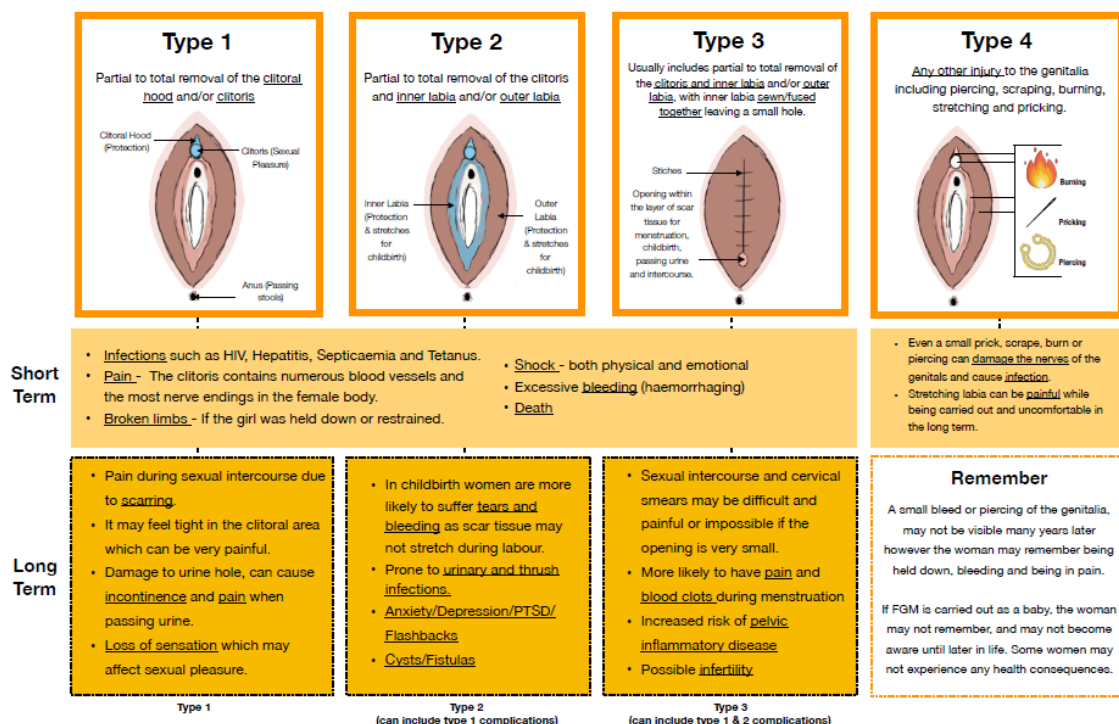 Type 1
Partial to total removal of the clitoral
hood and/or clitoris
Clitoral Hood
(Protection)
Clitoris (Sexual
Pleasure)
Anus (Passing
stools)
Type 2
Partial to total removal of the clitoris
and inner labia and/or outer labia
Inner Labia
(Protection
& stretches
for
childbirth)
Outer
Labia
(Protection
& stretches for
childbirth)
Type 3
Usually includes partial to total removal of
the clitoris and inner labia and/or outer
labia, with inner labia sewn/fused
together leaving a small hole.
Stiches
Opening within
the layer of scar
tissue for
menstruation,
childbirth,
passing urine
and intercourse.
Type 4
Any other injury to the genitalia
including piercing, scraping, burning,
stretching and pricking.
Burning
Pricking
Piercing
Short
Term
• Infections such as HIV, Hepatitis, Septicaemia and Tetanus.
• Pain - The clitoris contains numerous blood vessels and
the most nerve endings in the female body.
• Broken limbs - If the girl was held down or restrained.
• Shock - both physical and emotional
• Excessive bleeding (haemorrhaging)
• Death
• Even a small prick, scrape, burn or
piercing can damage the nerves of the
genitals and cause infection.
• Stretching labia can be painful while
being carried out and uncomfortable in
the long term.
Long
Term
• Pain during sexual intercourse due
to scarring.
• It may feel tight in the clitoral area
which can be very painful.
• Damage to urine hole, can cause
incontinence and pain when
passing urine.
• Loss of sensation which may
affect sexual pleasure.
Type 1
• In childbirth women are more
likely to suffer tears and
bleeding as scar tissue may
not stretch during labour.
• Prone to urinary and thrush
infections.
• Anxiety/Depression/PTSD/
Flashbacks
• Cysts/Fistulas
Type 2
(can include type 1 complications)
• Sexual intercourse and cervical
smears may be difficult and
painful or impossible if the
opening is very small.
• More likely to have pain and
blood clots during menstruation
• Increased risk of pelvic
inflammatory disease
• Possible infertility
Type 3
(can include type 1 & 2 complications)
Remember
A small bleed or piercing of the genitalia,
may not be visible many years later
however the woman may remember being
held down, bleeding and being in pain.
If FGM is carried out as a baby, the woman
may not remember, and may not become
aware until later in life. Some women may
not experience any health consequences.